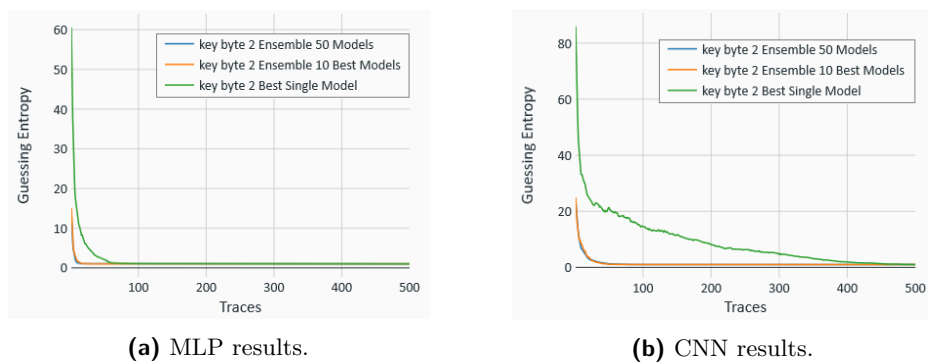 60
50
40
30
20
10
0
Guessing Entropy
key byte 2 Ensemble 50 Models
key byte 2 Ensemble 10 Best Models
key byte 2 Best Single Model
100
200
300
400
500
Traces
(a) MLP results.
80
60
40
20
0
Guessing Entropy
key byte 2 Ensemble 50 Models
key byte 2 Ensemble 10 Best Models
key byte 2 Best Single Model
100
200
300
400
500
Traces
(b) CNN results.